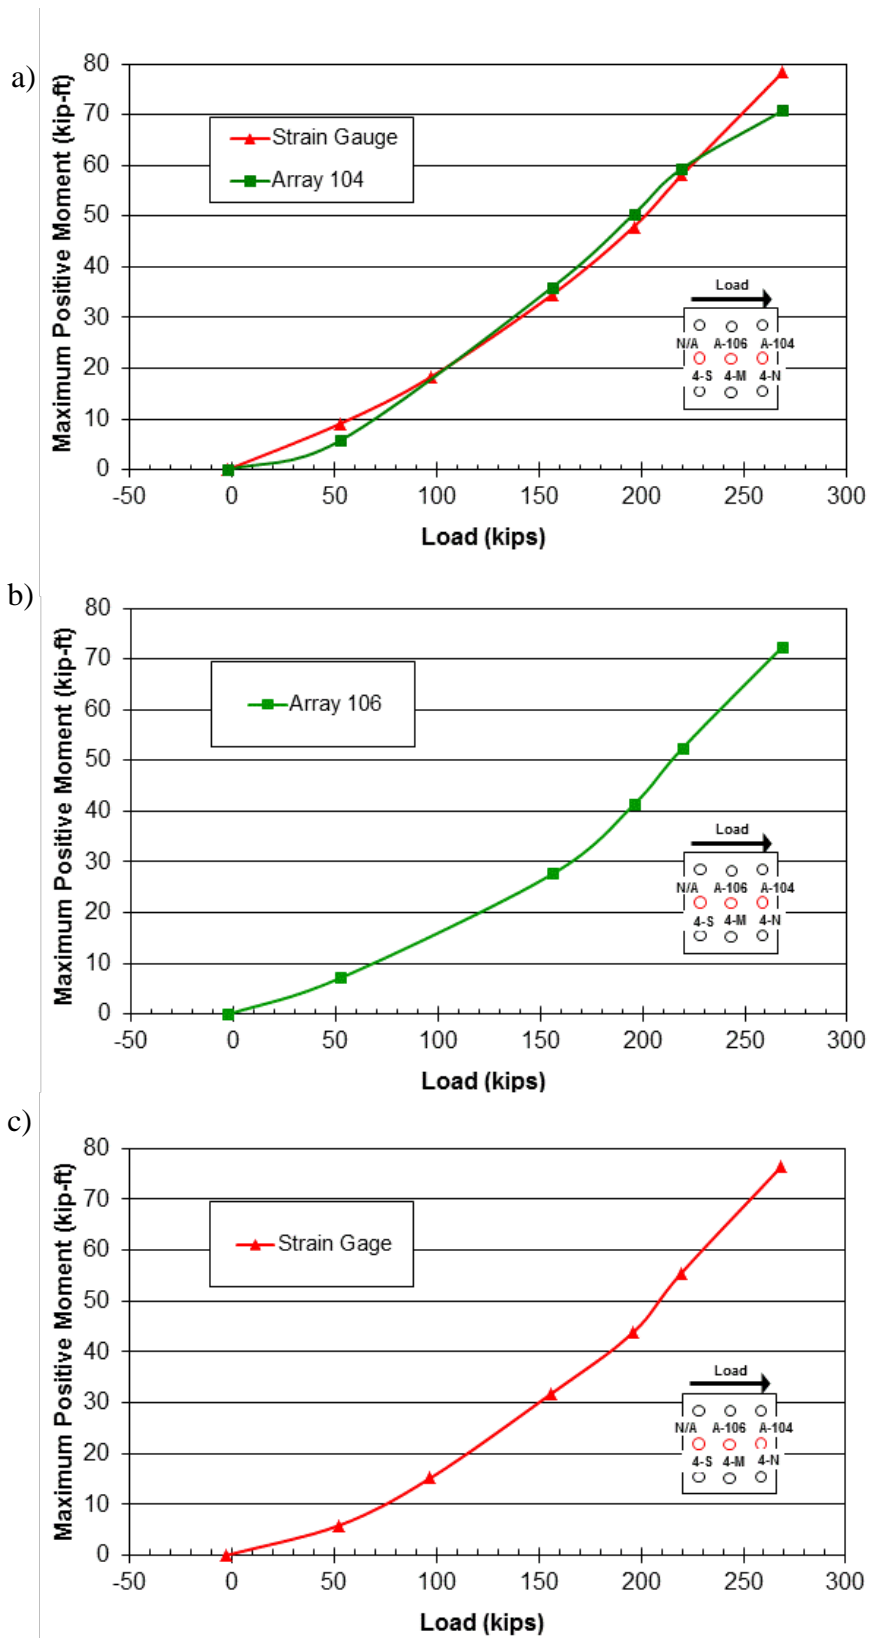 a)
Maximum Positive Moment (kip-ft)
80
70
60
50
40
30
20
10
0
Strain Gauge
Array 104
Load
N/A A-106 A-104
4-S 4-M 4-N
-50 0 50 100 150 200 250 300
Load (kips)
b)
Maximum Positive Moment (kip-ft)
80
70
60
50
40
30
20
10
0
Array 106
Load
N/A A-106 A-104
4-S 4-M 4-N
-50 0 50 100 150 200 250 300
Load (kips)
c)
Maximum Positive Moment (kip-ft)
80
70
60
50
40
30
20
10
0
Strain Gage
Load
N/A A-106 A-104
4-S 4-M 4-N
-50 0 50 100 150 200 250 300
Load (kips)